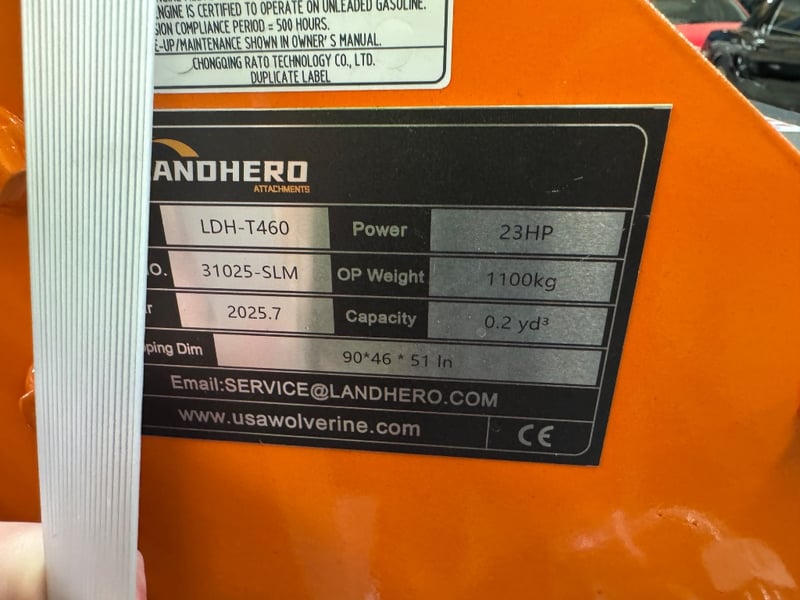 ENGINE IS CERTIFIED TO OPERATE ON UNLEADED GASOLINE.
COMPLIANCE PERIOD = 500 HOURS.
E-UP/MAINTENANCE SHOWN IN OWNER'S MANUAL.
CHONGQING RATO TECHNOLOGY CO., LTD.
DUPLICATE LABEL
ANDHERO
ATTACHMENTS
LDH-T460 Power 23HP
O. 31025-SLM OP Weight 1100kg
r 2025.7 Capacity 0.2 yd³
ping Dim 90*46 * 51 In
Email:SERVICE@LANDHERO.COM
www.usawolverine.com CE